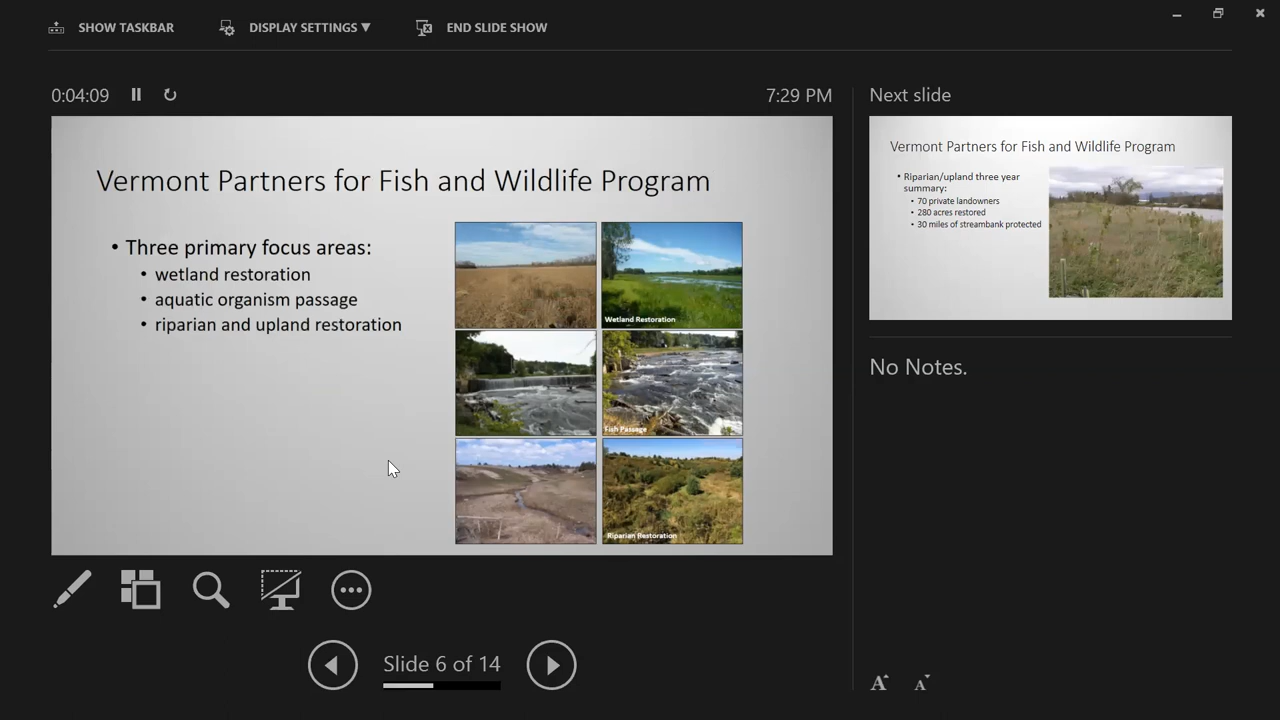 SHOW TASKBAR
DISPLAY SETTINGS ▼
END SLIDE SHOW
0:04:09
7:29 PM
Next slide
Vermont Partners for Fish and Wildlife Program
• Three primary focus areas:
• wetland restoration
• aquatic organism passage
• riparian and upland restoration
Wetland Restoration
Fish Passage
Riparian Restoration
Vermont Partners for Fish and Wildlife Program
• Riparian/upland three year
summary:
• 70 private landowners
• 280 acres restored
• 30 miles of streambank protected
No Notes.
Slide 6 of 14
A
A